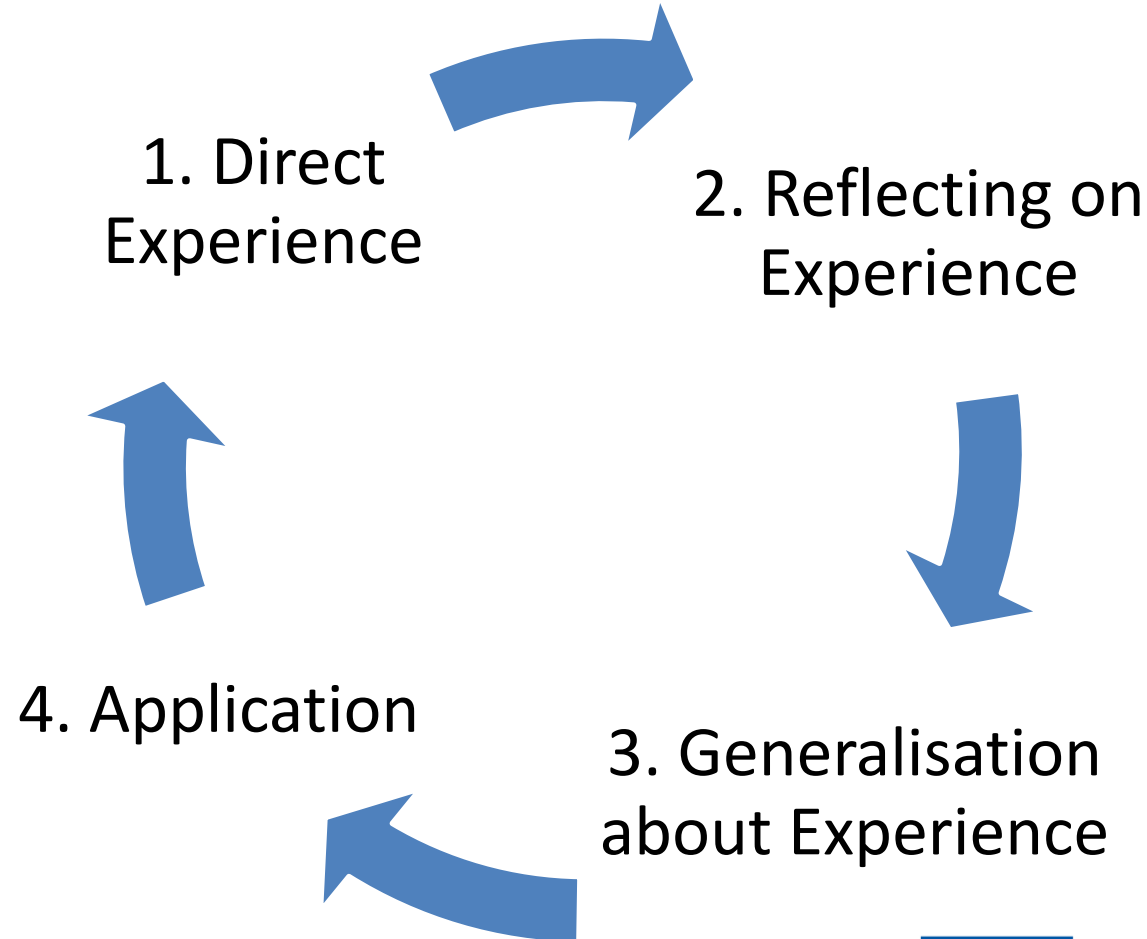 1. Direct
Experience
2. Reflecting on
Experience
3. Generalisation
about Experience
4. Application